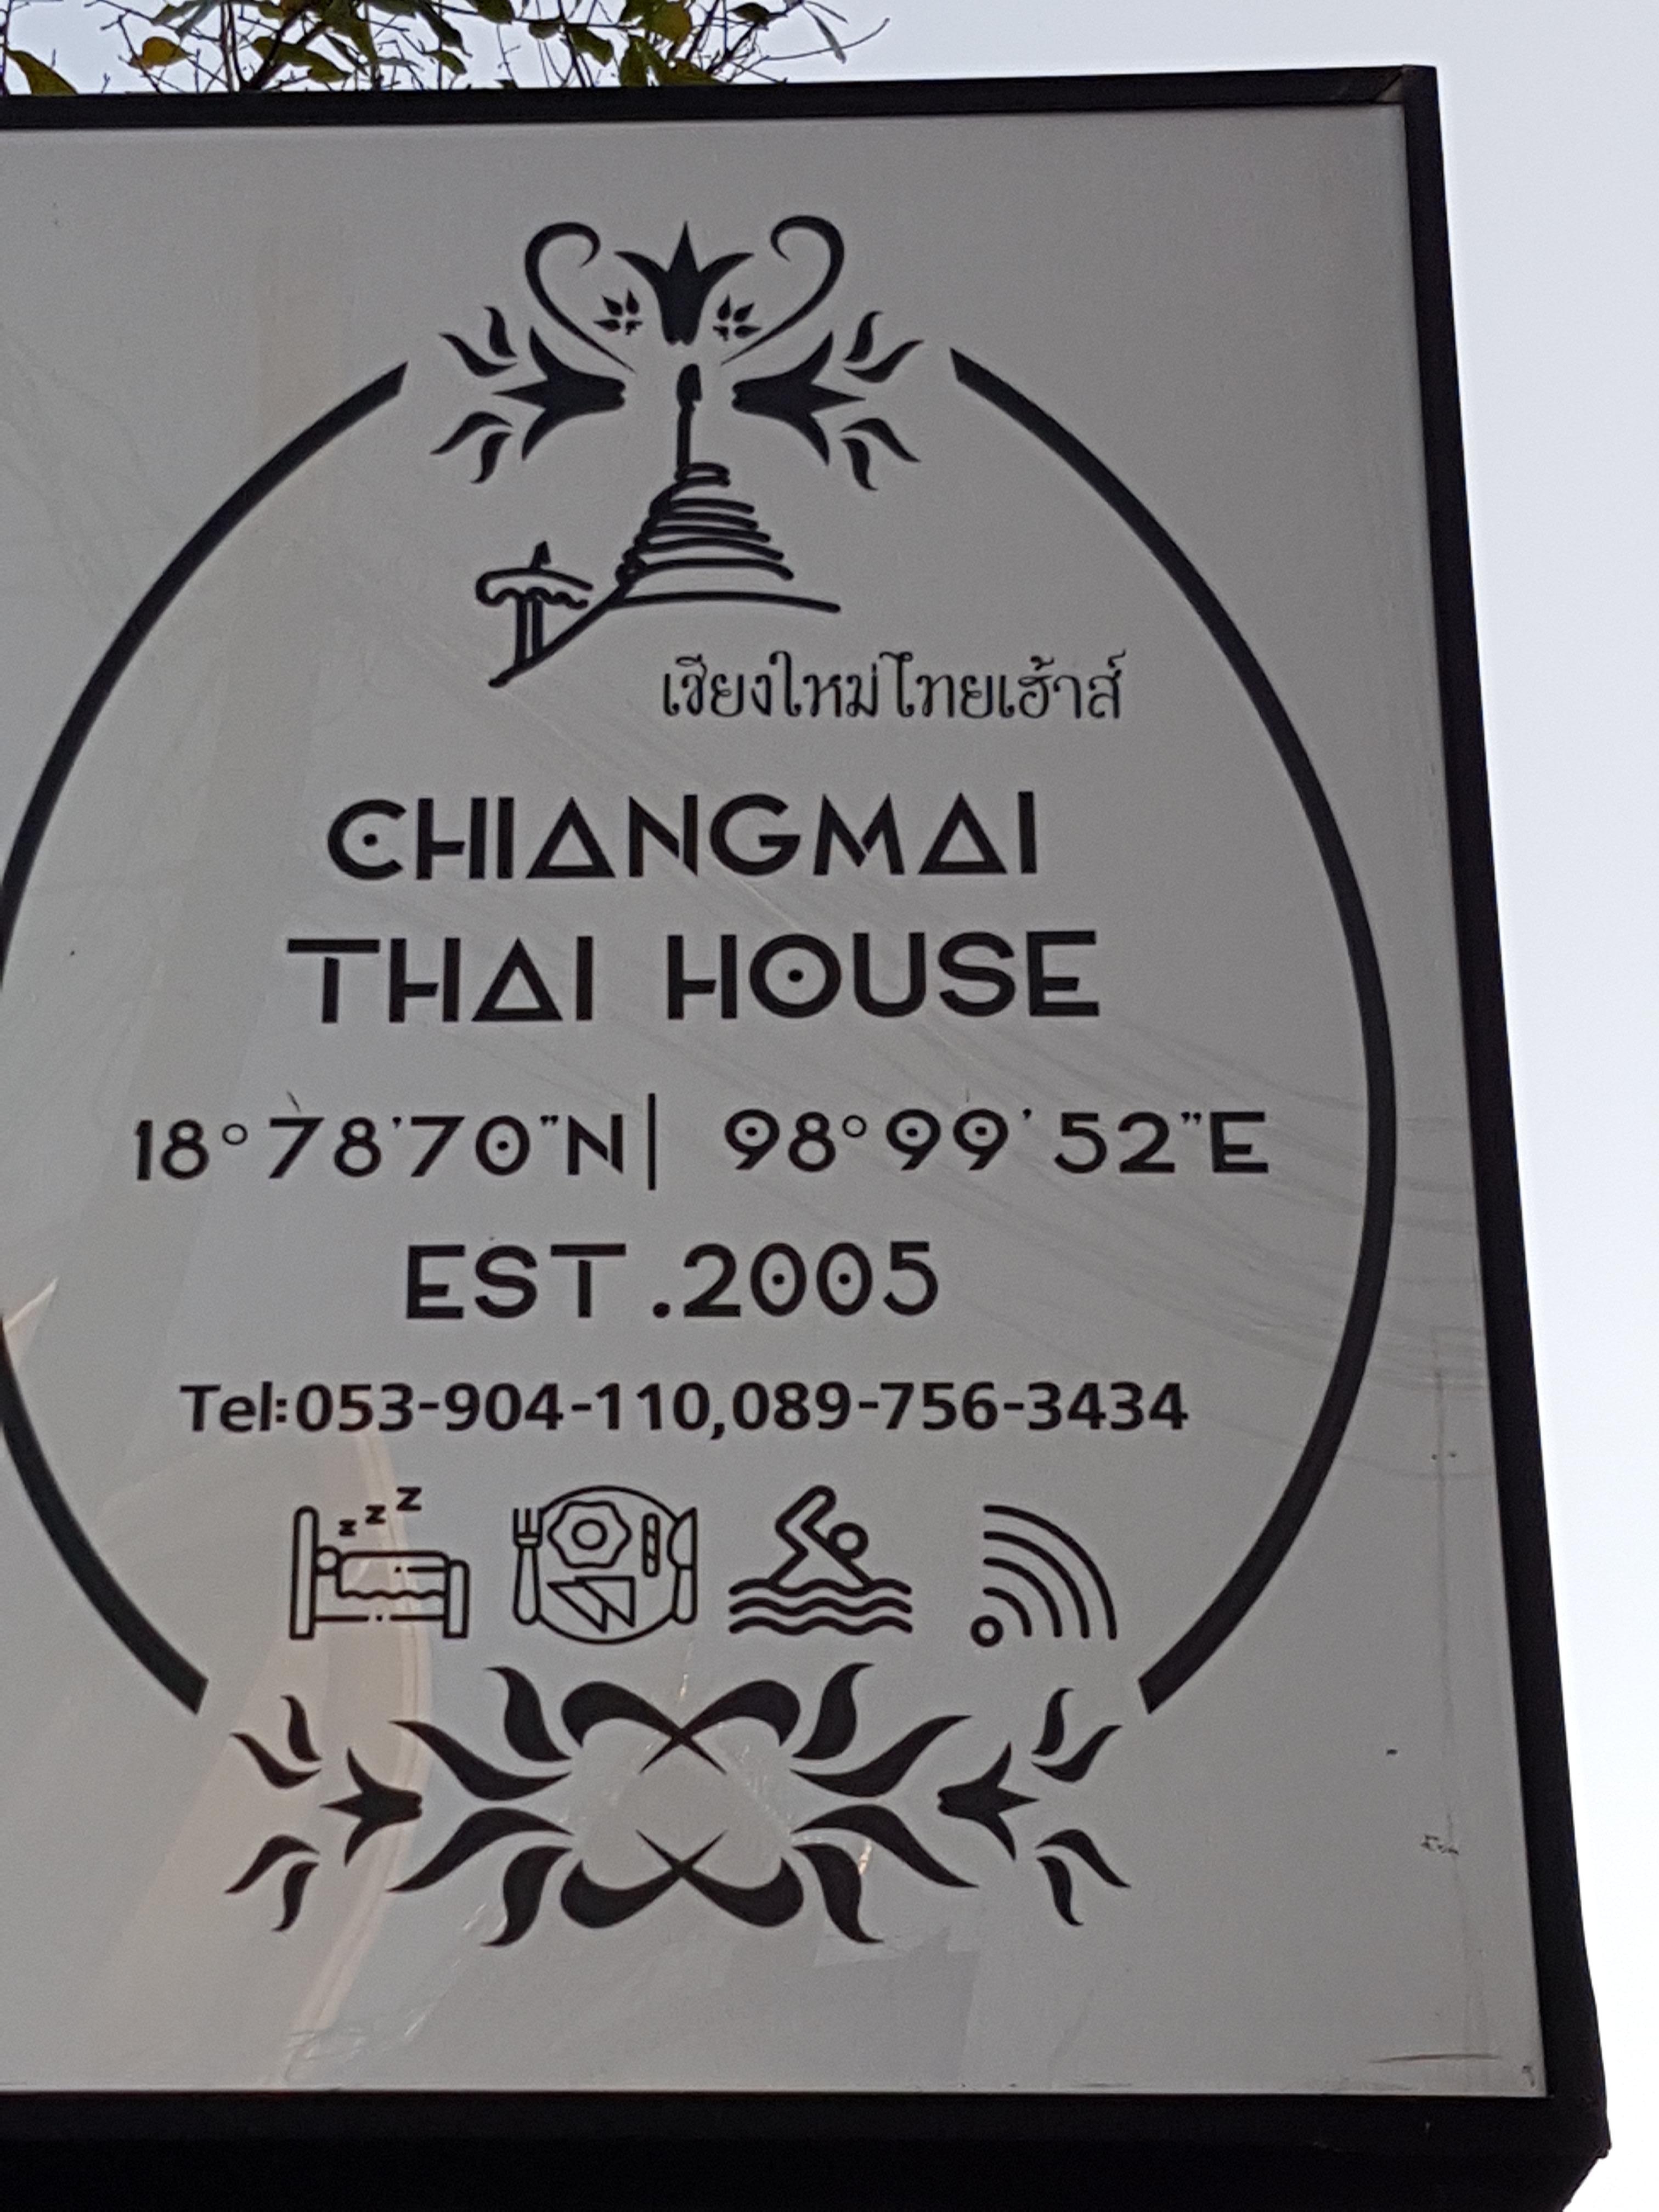 เชียงใหม่ไทยเฮ้าส์
CHIANGMAI
THAI HOUSE
18°78'70"N| 98°99'52"E
EST.2005
Tel:053-904-110,089-756-3434
z z Z